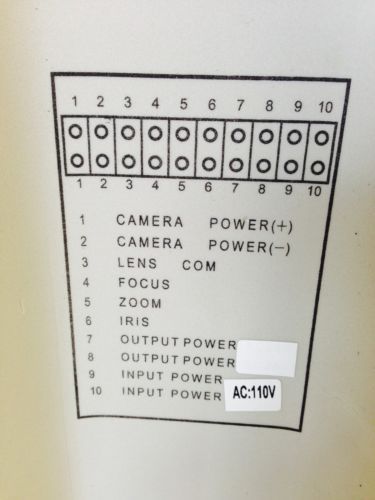 1 2 3 4 5 6 7 8 9 10
1 2 3 4 5 6 7 8 9 10
1 CAMERA POWER(+)
2 CAMERA POWER(-)
3 LENS COM
4 FOCUS
5 ZOOM
6 IRIS
7 OUTPUT POWER
8 OUTPUT POWER
9 INPUT POWER
10 INPUT POWER AC:110V